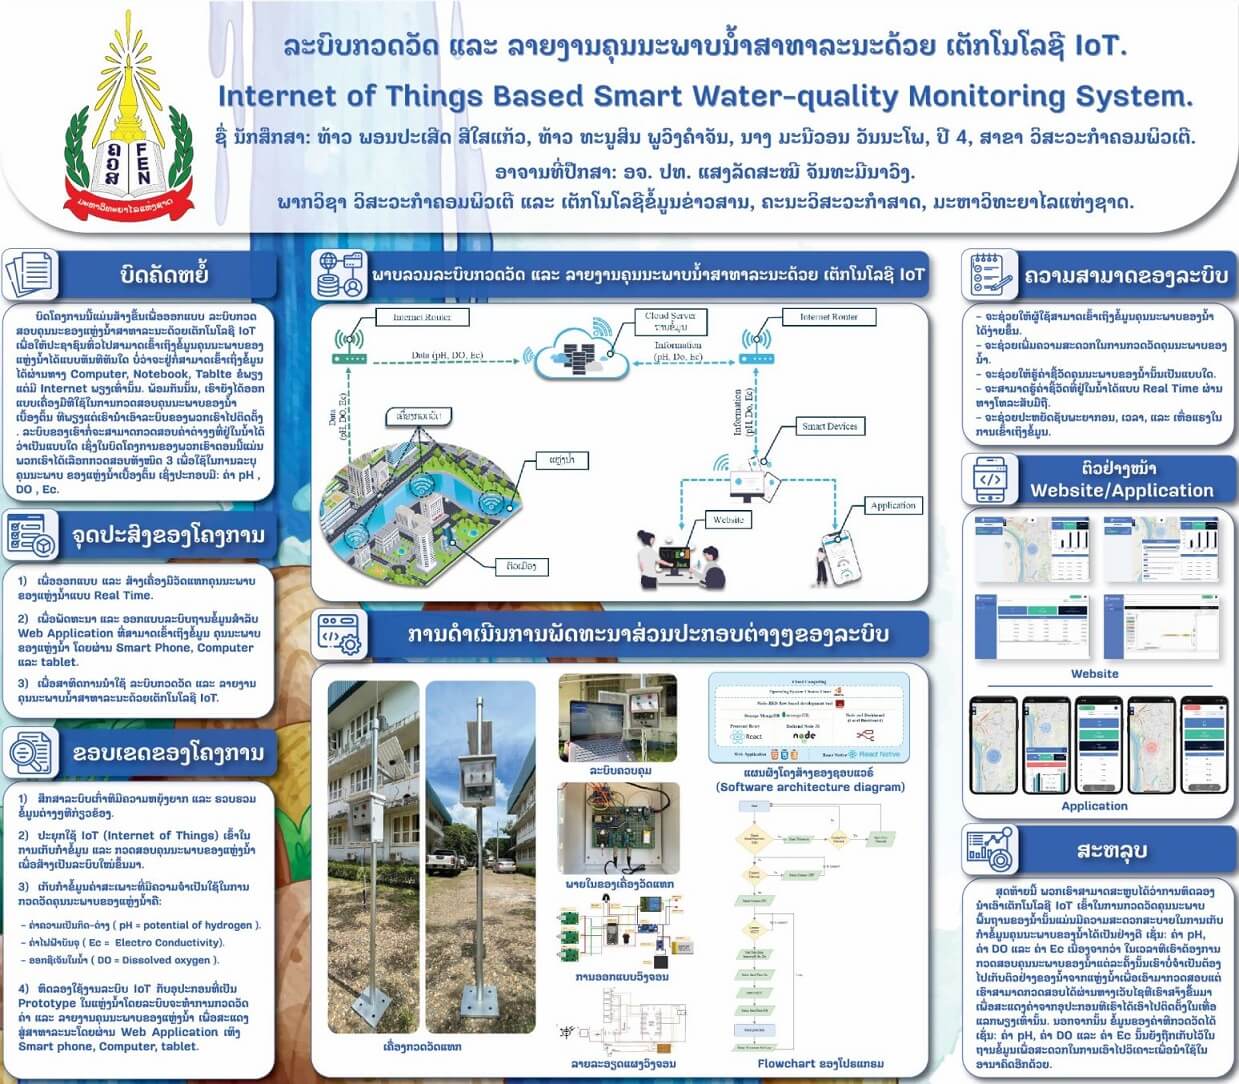 ລະບົບກວດວັດ ແລະ ລາຍງານຄຸນນະພາບນ້ຳສາທາລະນະດ້ວຍ ເຕັກໂນໂລຊີ IoT.
Internet of Things Based Smart Water-quality Monitoring System.
ຊື່ ນັກສຶກສາ: ທ້າວ ພອນປະເສີດ ສີໃສແກ້ວ, ທ້າວ ທະນູສິນ ພູວິງຄຳຈັນ, ນາງ ມະນີວອນ ວັນນະໂພ, ປີ 4, ສາຂາ ວິສະວະກຳຄອມພິວເຕີ.
ອາຈານທີ່ປຶກສາ: ອຈ. ປທ. ແສງລັດສະໝີ ຈັນທະມີນາວົງ.
ພາກວິຊາ ວິສະວະກຳຄອມພິວເຕີ ແລະ ເຕັກໂນໂລຊີຂໍ້ມູນຂ່າວສານ, ຄະນະວິສະວະກຳສາດ, ມະຫາວິທະຍາໄລແຫ່ງຊາດ.
ຄວສ
FEN
ມະຫາວິທະຍາໄລແຫ່ງຊາດ
ບົດຄັດຫຍໍ້
ບົດໂຄງການນີ້ແມ່ນສ້າງຂຶ້ນເພື່ອອອກແບບ ລະບົບກວດ
ສອບຄຸນນະຂອງແຫຼ່ງນ້ຳສາທາລະນະດ້ວຍເຕັກໂນໂລຊີ IoT
ເພື່ອໃຫ້ປະຊາຊົນທົ່ວໄປສາມາດເຂົ້າເຖິງຂໍ້ມູນຄຸນນະພາບຂອງ
ແຫຼ່ງນ້ຳໄດ້ແບບທັນທີທັນໃດ ບໍ່ວ່າຈະຢູ່ກໍ່ສາມາດເຂົ້າເຖິງຂໍ້ມູນ
ໄດ້ຜ່ານທາງ Computer, Notebook, Tablte ຂໍພຽງ
ແຕ່ມີ Internet ພຽງເທົ່ານັ້ນ. ພ້ອມກັນນັ້ນ, ເຮົາຍັງໄດ້ອອກ
ແບບເຄື່ອງມືທີ່ໃຊ້ໃນການກວດສອບຄຸນນະພາບຂອງນ້ຳ
ເບື້ອງຕົ້ນ ທີ່ພຽງແຕ່ເຮົານຳເອົາລະບົບຂອງພວກເຮົາໄປຕິດຕັ້ງ
. ລະບົບຂອງເຮົາກໍ່ຈະສາມາດກວດສອບຄ່າຕ່າງໆທີ່ຢູ່ໃນນ້ຳໄດ້
ວ່າເປັນແບບໃດ ເຊິ່ງໃນບົດໂຄງການຂອງພວກເຮົາຕອນນີ້ແມ່ນ
ພວກເຮົາໄດ້ເລືອກກວດສອບທັງໝົດ 3 ເພື່ອໃຊ້ໃນການລະບຸ
ຄຸນນະພາບ ຂອງແຫຼ່ງນ້ຳເບື້ອງຕົ້ນ ເຊິ່ງປະກອບມີ: ຄ່າ pH ,
DO , Ec.
ຈຸດປະສົງຂອງໂຄງການ
1) ເພື່ອອອກແບບ ແລະ ສ້າງເຄື່ອງມືວັດແທກຄຸນນະພາບ
ຂອງແຫຼ່ງນ້ຳແບບ Real Time.
2) ເພື່ອພັດທະນາ ແລະ ອອກແບບລະບົບຖານຂໍ້ມູນສຳລັບ
Web Application ທີ່ສາມາດເຂົ້າເຖິງຂໍ້ມູນ ຄຸນນະພາບ
ຂອງແຫຼ່ງນ້ຳ ໂດຍຜ່ານ Smart Phone, Computer
ແລະ tablet.
3) ເພື່ອສາທິດການນຳໃຊ້ ລະບົບກວດວັດ ແລະ ລາຍງານ
ຄຸນນະພາບນ້ຳສາທາລະນະດ້ວຍເຕັກໂນໂລຊີ IoT.
ຂອບເຂດຂອງໂຄງການ
1) ສຶກສາລະບົບເກົ່າທີ່ມີຄວາມຫຍຸ້ງຍາກ ແລະ ຮວບຮວມ
ຂໍ້ມູນຕ່າງໆທີ່ກ່ຽວຂ້ອງ.
2) ປະຍຸກໃຊ້ IoT (Internet of Things) ເຂົ້າໃນ
ການເກັບກຳຂໍ້ມູນ ແລະ ກວດສອບຄຸນນະພາບຂອງແຫຼ່ງນ້ຳ
ເພື່ອສ້າງເປັນລະບົບໃໝ່ຂຶ້ນມາ.
3) ເກັບກຳຂໍ້ມູນຄ່າສະເພາະທີ່ມີຄວາມຈຳເປັນໃຊ້ໃນການ
ກວດວັດຄຸນນະພາບຂອງແຫຼ່ງນ້ຳຄື:
- ຄ່າຄວາມເປັນກົດ-ດ່າງ ( pH = potential of hydrogen ).
- ຄ່າໄຟຟ້ານໍາຈຸ ( Ec = Electro Conductivity).
- ອອກຊີເຈັນໃນນ້ຳ ( DO = Dissolved oxygen ).
4) ທົດລອງໃຊ້ງານລະບົບ IoT ກັບອຸປະກອນທີ່ເປັນ
Prototype ໃນແຫຼ່ງນ້ຳໂດຍລະບົບຈະທຳການກວດວັດ
ຄ່າ ແລະ ລາຍງານຄຸນນະພາບຂອງແຫຼ່ງນ້ຳ ເພື່ອສະແດງ
ສູ່ສາທາລະນະໂດຍຜ່ານ Web Application ເທິງ
Smart phone, Computer, tablet.
ພາບລວມລະບົບກວດວັດ ແລະ ລາຍງານຄຸນນະພາບນ້ຳສາທາລະນະດ້ວຍ ເຕັກໂນໂລຊີ IoT
Internet Router
Cloud Server
ຖານຂໍ້ມູນ
Internet Router
Data (pH, DO, Ec)
Information
(pH, Do, Ec)
Data
(pH, DO, Ec)
Information
(pH, Do, Ec)
ເຄື່ອງກວດວັດ
ແຫຼ່ງນ້ຳ
ຕົວເມືອງ
Smart Devices
Website
Application
ການດຳເນີນການພັດທະນາສ່ວນປະກອບຕ່າງໆຂອງລະບົບ
ເຄື່ອງກວດວັດແທກ
ລະບົບຄວບຄຸມ
ພາຍໃນຂອງເຄື່ອງວັດແທກ
ການອອກແບບວົງຈອນ
ລາຍລະອຽດແຜງວົງຈອນ
Cloud Computing
React
node
React Native
ແຜນຜັງໂຄງສ້າງຂອງຊອບແວຣ໌
(Software architecture diagram)
Flowchart ຂອງໂປຣແກຣມ
ຄວາມສາມາດຂອງລະບົບ
- ຈະຊ່ວຍໃຫ້ຜູ້ໃຊ້ສາມາດເຂົ້າເຖິງຂໍ້ມູນຄຸນນະພາບຂອງນ້ຳ
ໄດ້ງ່າຍຂຶ້ນ.
- ຈະຊ່ວຍເພີ່ມຄວາມສະດວກໃນການກວດວັດຄຸນນະພາບຂອງ
ນ້ຳ.
- ຈະຊ່ວຍໃຫ້ຮູ້ຄ່າຊີ້ວັດຄຸນນະພາບຂອງນ້ຳນັ້ນເປັນແບບໃດ.
- ຈະສາມາດຮູ້ຄ່າຊີ້ວັດທີ່ຢູ່ໃນນ້ຳໄດ້ແບບ Real Time ຜ່ານ
ທາງໂທລະສັບມືຖື.
- ຈະຊ່ວຍປະຫຍັດຊັບພະຍາກອນ, ເວລາ, ແລະ ເຫື່ອແຮງໃນ
ການເຂົ້າເຖິງຂໍ້ມູນ.
ຕົວຢ່າງໜ້າ
Website/Application
Website
Application
ສະຫລຸບ
ສຸດທ້າຍນີ້ ພວກເຮົາສາມາດສະຫຼຸບໄດ້ວ່າການທົດລອງ
ນຳເອົາເຕັກໂນໂລຊີ IoT ເຂົ້າໃນການກວດວັດຄຸນນະພາບ
ພື້ນຖານຂອງນ້ຳນັ້ນແມ່ນມີຄວາມສະດວກສະບາຍໃນການເກັບ
ກຳຂໍ້ມູນຄຸນນະພາບຂອງນ້ຳໄດ້ເປັນຢ່າງດີ ເຊັ່ນ: ຄ່າ pH,
ຄ່າ DO ແລະ ຄ່າ Ec ເນື່ອງຈາກວ່າ ໃນເວລາທີ່ເຮົາຕ້ອງການ
ກວດສອບຄຸນນະພາບຂອງນ້ຳແຕ່ລະຄັ້ງນັ້ນເຮົາບໍ່ຈຳເປັນຕ້ອງ
ໄປເກັບຕົວຢ່າງຂອງນ້ຳຈາກແຫຼ່ງນ້ຳເພື່ອເອົາມາກວດສອບແຕ່
ເຮົາສາມາດກວດສອບໄດ້ຜ່ານທາງເວັບໄຊທີ່ເຮົາສ້າງຂຶ້ນມາ
ເພື່ອສະແດງຄ່າຈາກອຸປະກອນທີ່ເຮົາໄດ້ເອົາໄປຕິດຕັ້ງໃນເທື່ອ
ແລກພຽງເທົ່ານັ້ນ. ນອກຈາກນັ້ນ ຂໍ້ມູນຂອງຄ່າທີ່ກວດວັດໄດ້
ເຊັ່ນ: ຄ່າ pH, ຄ່າ DO ແລະ ຄ່າ Ec ນັ້ນຍັງຖືກເກັບໄວ້ໃນ
ຖານຂໍ້ມູນເພື່ອສະດວກໃນການເອົາໄປວິເຄາະເພື່ອນຳໃຊ້ໃນ
ອານາຄົດອີກດ້ວຍ.